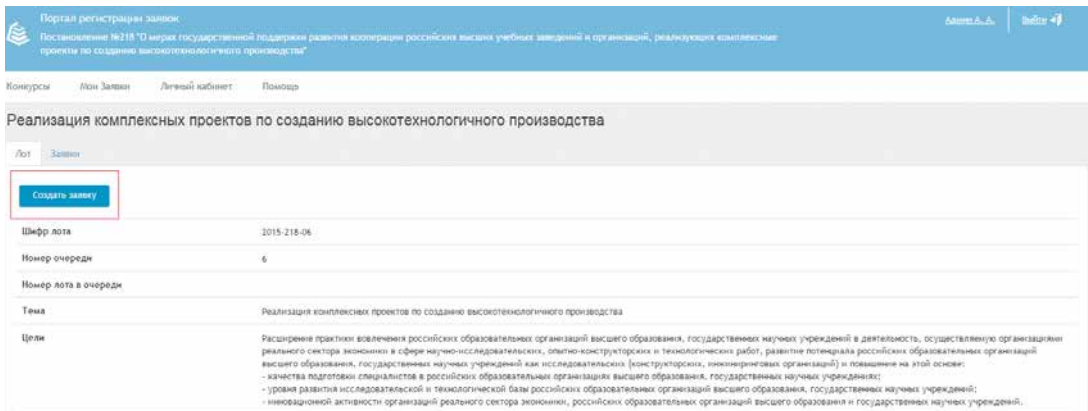 Портал регистрации заявок
Админ А. А.
Выйти
Постановление №218 "О мерах государственной поддержки развития кооперации российских высших учебных заведений и организаций, реализующих комплексные
проекты по созданию высокотехнологичного производства"
Конкурсы Мои Заявки Личный кабинет Помощь
Реализация комплексных проектов по созданию высокотехнологичного производства
Лот Заявки
Создать заявку
Шифр лота 2015-218-06
Номер очереди 6
Номер лота в очереди
Тема Реализация комплексных проектов по созданию высокотехнологичного производства
Цели Расширение практики вовлечения российских образовательных организаций высшего образования, государственных научных учреждений в деятельность, осуществляемую организациями
реального сектора экономики в сфере научно-исследовательских, опытно-конструкторских и технологических работ, развитие потенциала российских образовательных организаций
высшего образования, государственных научных учреждений как исследовательских (конструкторских, инжиниринговых организаций) и повышение на этой основе:
- качества подготовки специалистов в российских образовательных организациях высшего образования, государственных научных учреждениях;
- уровня развития исследовательской и технологической базы российских образовательных организаций высшего образования, государственных научных учреждений;
- инновационной активности организаций реального сектора экономики, российских образовательных организаций высшего образования и государственных научных учреждений.